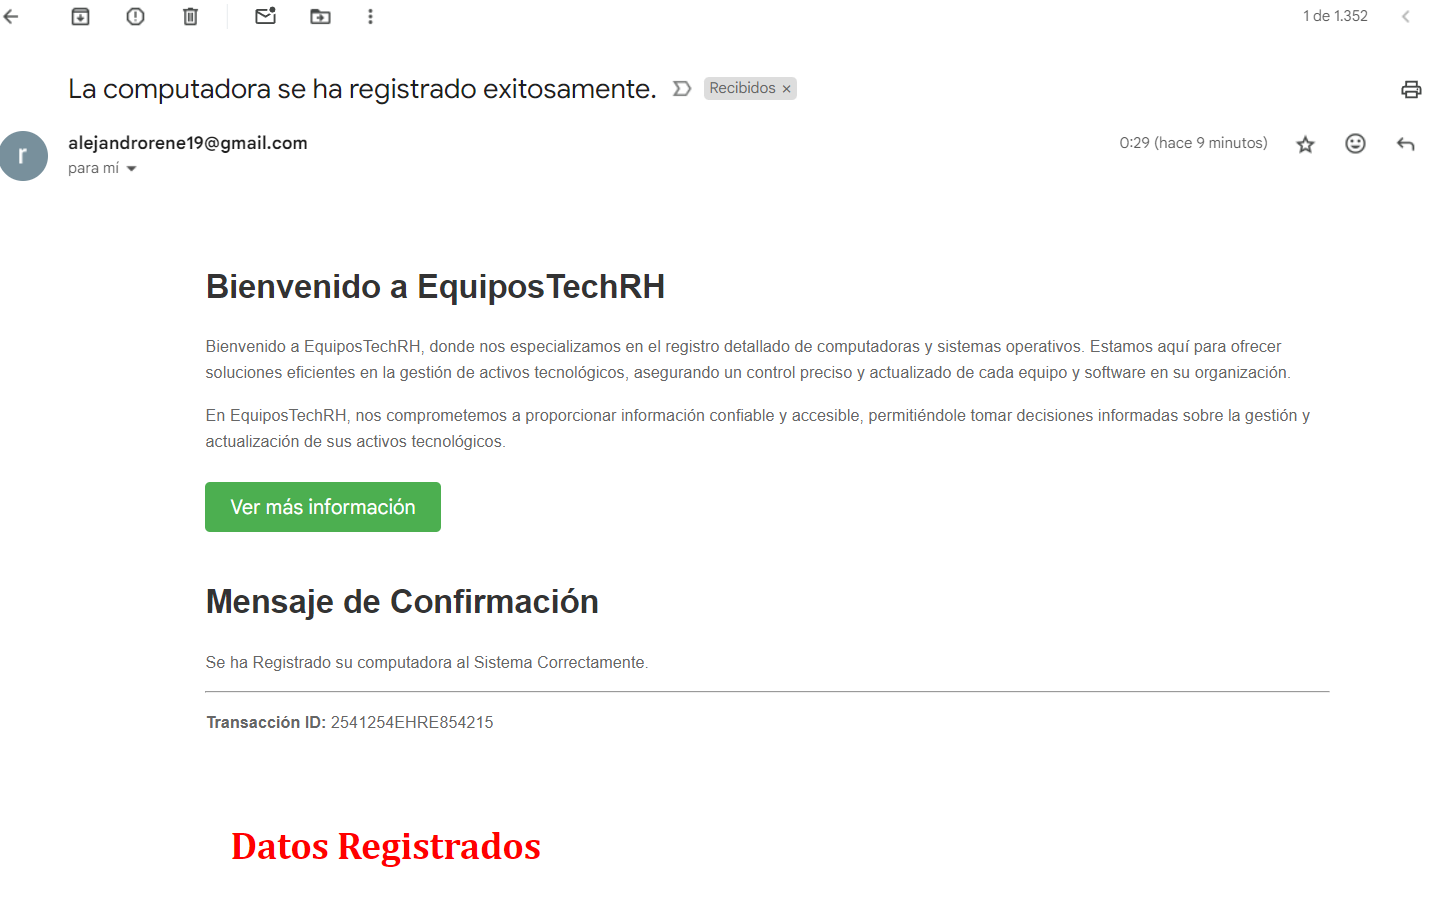 1 de 1.352
La computadora se ha registrado exitosamente.
Recibidos ×
r
alejandrorene19@gmail.com
0:29 (hace 9 minutos)
para mí
Bienvenido a EquiposTechRH
Bienvenido a EquiposTechRH, donde nos especializamos en el registro detallado de computadoras y sistemas operativos. Estamos aquí para ofrecer
soluciones eficientes en la gestión de activos tecnológicos, asegurando un control preciso y actualizado de cada equipo y software en su organización.
En EquiposTechRH, nos comprometemos a proporcionar información confiable y accesible, permitiéndole tomar decisiones informadas sobre la gestión y
actualización de sus activos tecnológicos.
Ver más información
Mensaje de Confirmación
Se ha Registrado su computadora al Sistema Correctamente.
Transacción ID: 2541254EHRE854215
Datos Registrados